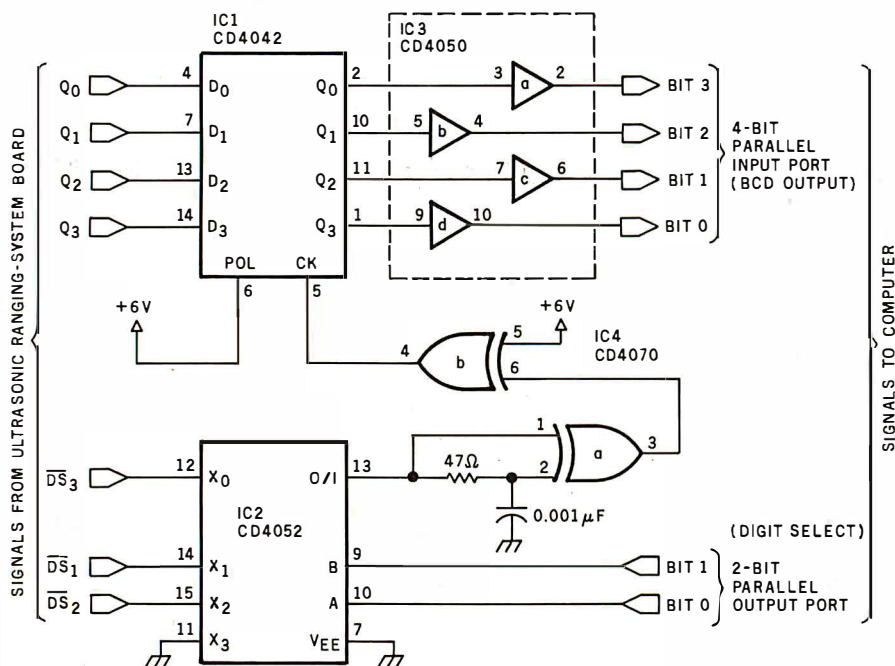 IC1
CD4042
IC3
CD4050
SIGNALS FROM ULTRASONIC RANGING-SYSTEM BOARD
Q0 4 D0 Q0 2 3 a 2 BIT 3
Q1 7 D1 Q1 10 5 b 4 BIT 2
Q2 13 D2 Q2 11 7 c 6 BIT 1
Q3 14 D3 Q3 1 9 d 10 BIT 0
4-BIT
PARALLEL
INPUT PORT
(BCD OUTPUT)
POL CK
6 5
+6V
+6V
IC4
CD4070
4 b 5
6
SIGNALS TO COMPUTER
1
2 a 3
47Ω
0.001µF
DS3 12 X0 O/I 13
IC2
CD4052
DS1 14 X1 B 9 BIT 1
DS2 15 X2 A 10 BIT 0
11 X3 VEE 7
(DIGIT SELECT)
2-BIT
PARALLEL
OUTPUT PORT